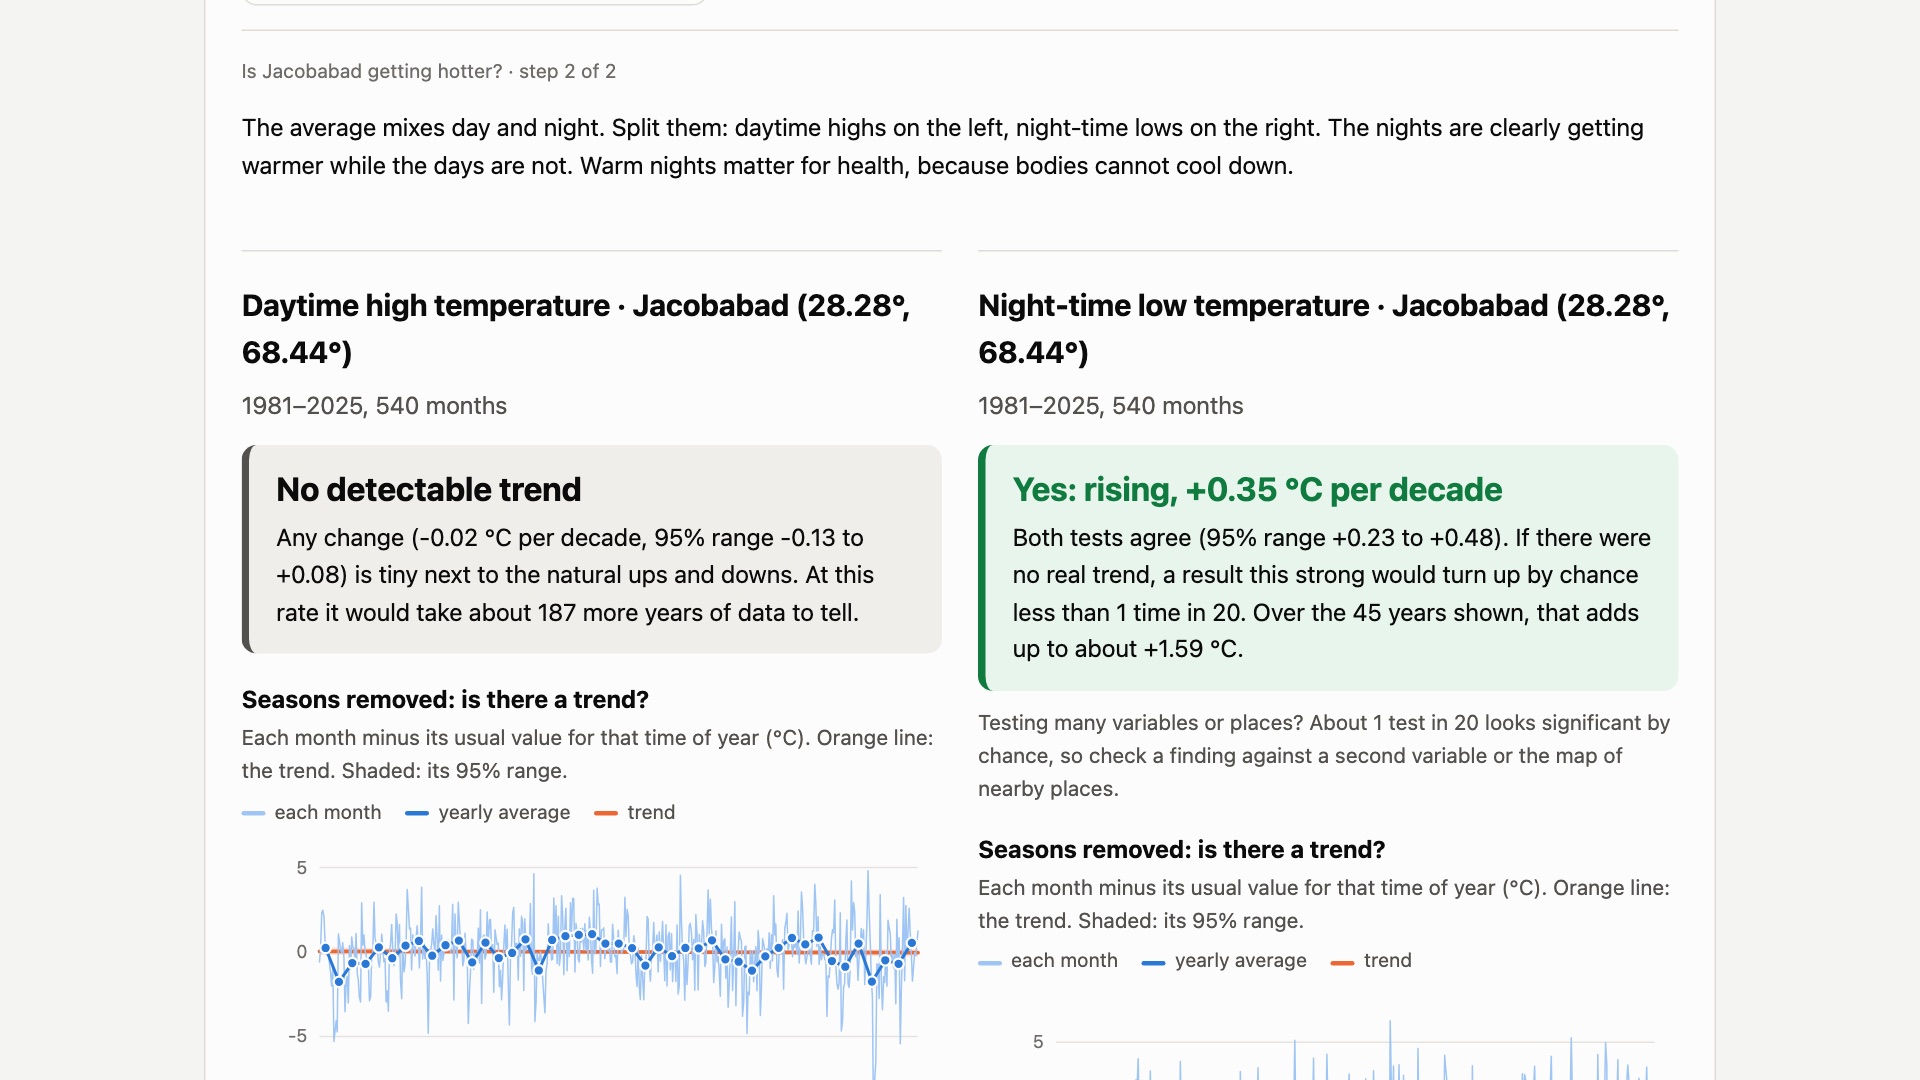 Is Jacobabad getting hotter? · step 2 of 2
The average mixes day and night. Split them: daytime highs on the left, night-time lows on the right. The nights are clearly getting
warmer while the days are not. Warm nights matter for health, because bodies cannot cool down.
Daytime high temperature · Jacobabad (28.28°,
68.44°)
1981–2025, 540 months
No detectable trend
Any change (-0.02 °C per decade, 95% range -0.13 to
+0.08) is tiny next to the natural ups and downs. At this
rate it would take about 187 more years of data to tell.
Seasons removed: is there a trend?
Each month minus its usual value for that time of year (°C). Orange line:
the trend. Shaded: its 95% range.
each month yearly average trend
5
0
-5
Night-time low temperature · Jacobabad (28.28°,
68.44°)
1981–2025, 540 months
Yes: rising, +0.35 °C per decade
Both tests agree (95% range +0.23 to +0.48). If there were
no real trend, a result this strong would turn up by chance
less than 1 time in 20. Over the 45 years shown, that adds
up to about +1.59 °C.
Testing many variables or places? About 1 test in 20 looks significant by
chance, so check a finding against a second variable or the map of
nearby places.
Seasons removed: is there a trend?
Each month minus its usual value for that time of year (°C). Orange line:
the trend. Shaded: its 95% range.
each month yearly average trend
5